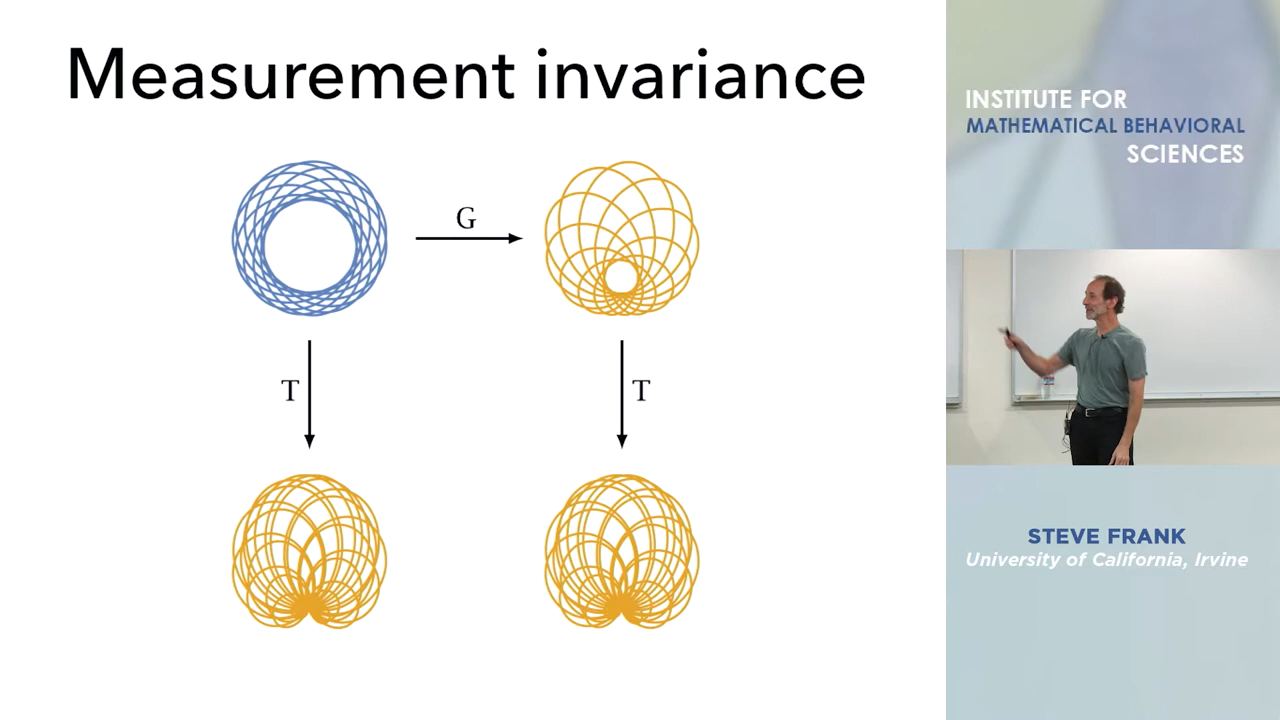 Measurement invariance
G
T
T
INSTITUTE FOR
MATHEMATICAL BEHAVIORAL
SCIENCES
STEVE FRANK
University of California, Irvine